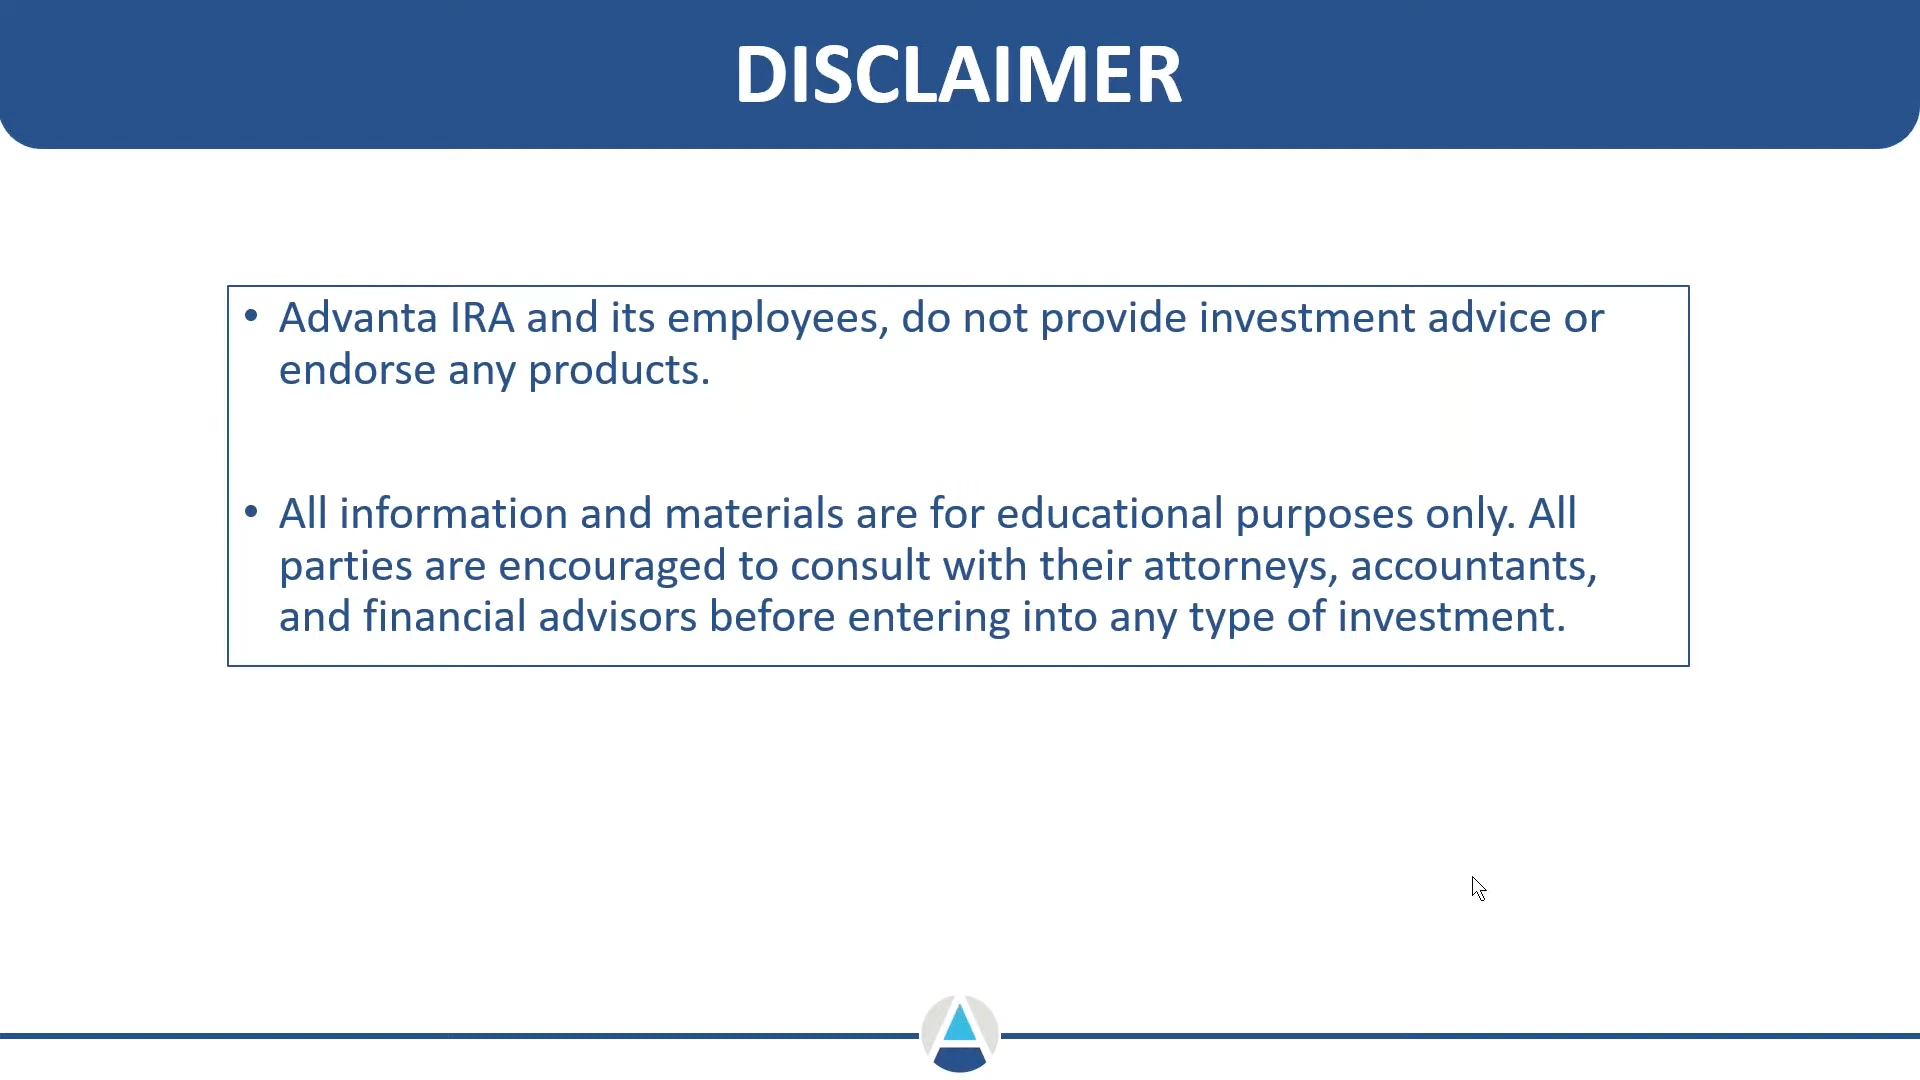 DISCLAIMER
• Advanta IRA and its employees, do not provide investment advice or
endorse any products.
• All information and materials are for educational purposes only. All
parties are encouraged to consult with their attorneys, accountants,
and financial advisors before entering into any type of investment.